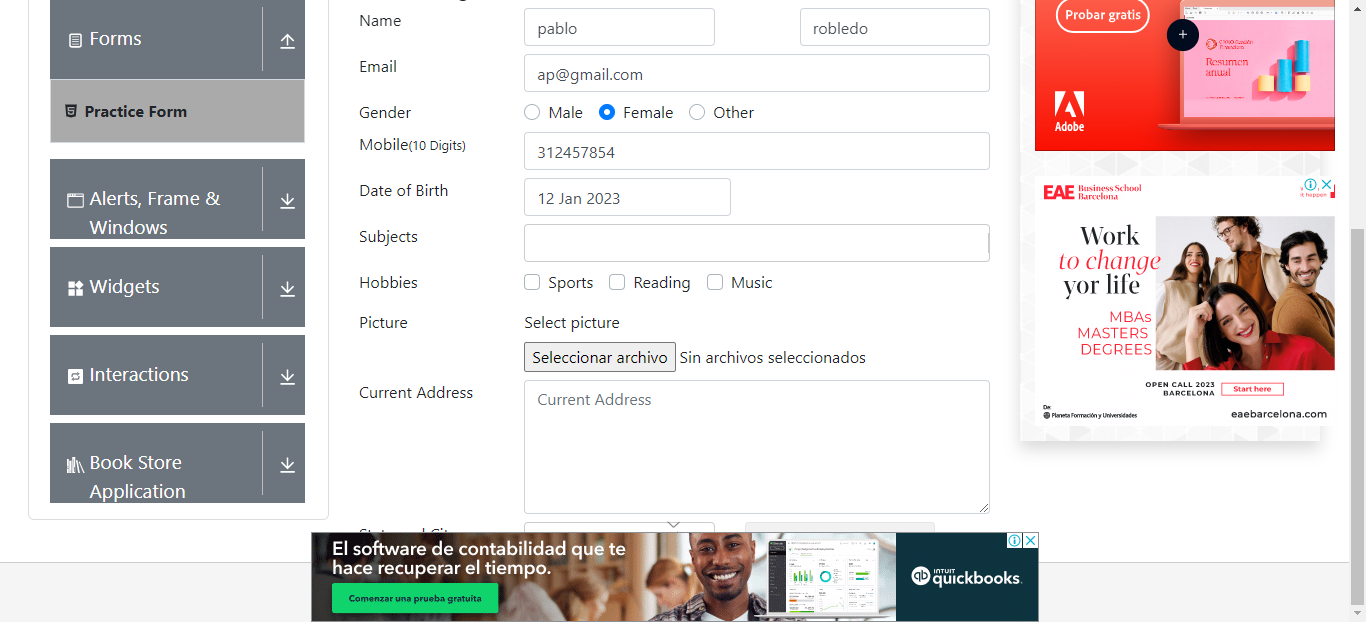 Forms
Practice Form
Alerts, Frame &
Windows
Widgets
Interactions
Book Store
Application
Name
pablo
robledo
Email
ap@gmail.com
Gender
Male
Female
Other
Mobile(10 Digits)
312457854
Date of Birth
12 Jan 2023
Subjects
Hobbies
Sports
Reading
Music
Picture
Select picture
Seleccionar archivo
Sin archivos seleccionados
Current Address
Current Address
Probar gratis
+
Resumen
anual
Adobe
EAE Business School
Barcelona
it happen
Work
to change
yor life
MBAs
MASTERS
DEGREES
OPEN CALL 2023
BARCELONA
Start here
De:
Planeta Formación y Universidades
eaebarcelona.com
El software de contabilidad que te
hace recuperar el tiempo.
Comenzar una prueba gratuita
INTUIT
quickbooks.